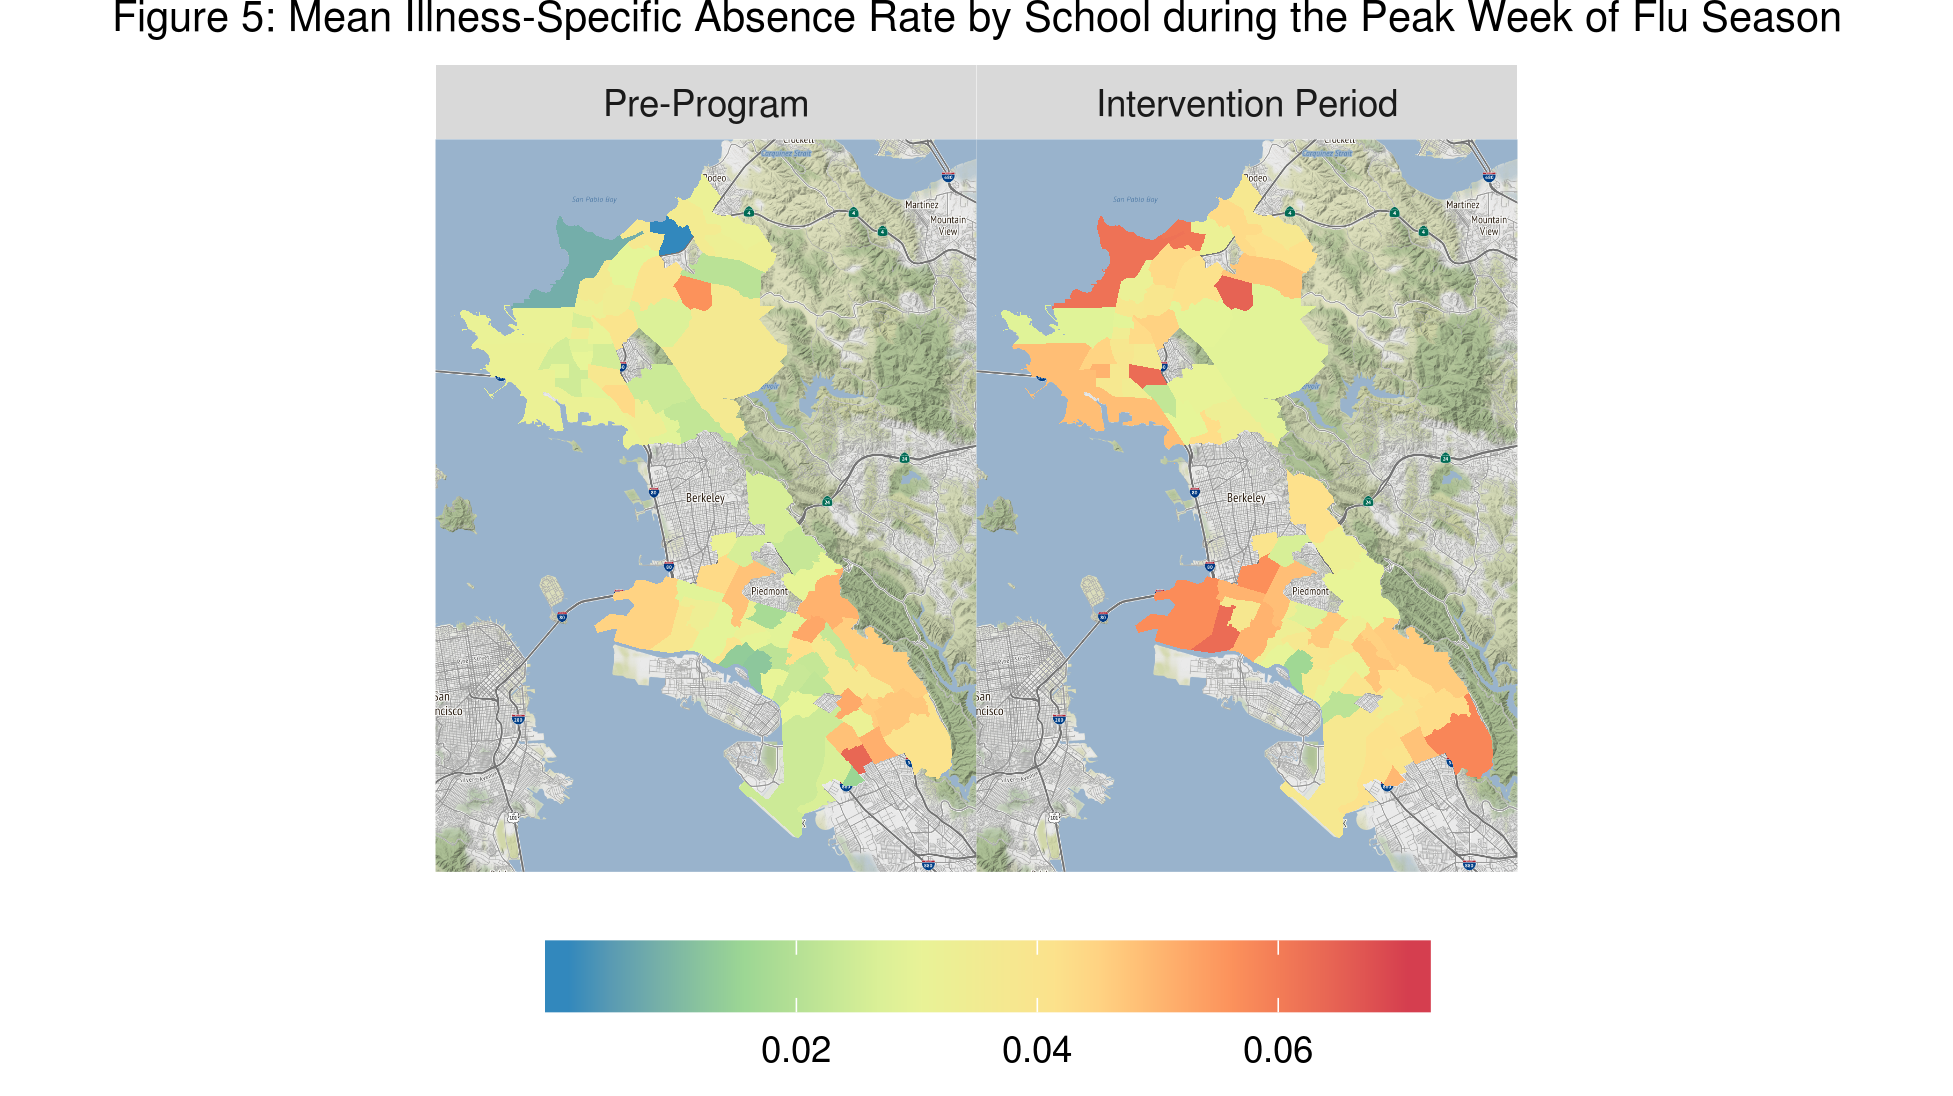 Figure 5: Mean Illness-Specific Absence Rate by School during the Peak Week of Flu Season
Pre-Program
Intervention Period
Crockett
Carquinez Strait
Rodeo
San Pablo Bay
Martinez
Mountain
View
Berkeley
Piedmont
San
ncisco
Crockett
Carquinez Strait
Rodeo
San Pablo Bay
Martinez
Mountain
View
Berkeley
Piedmont
San
ncisco
0.02
0.04
0.06